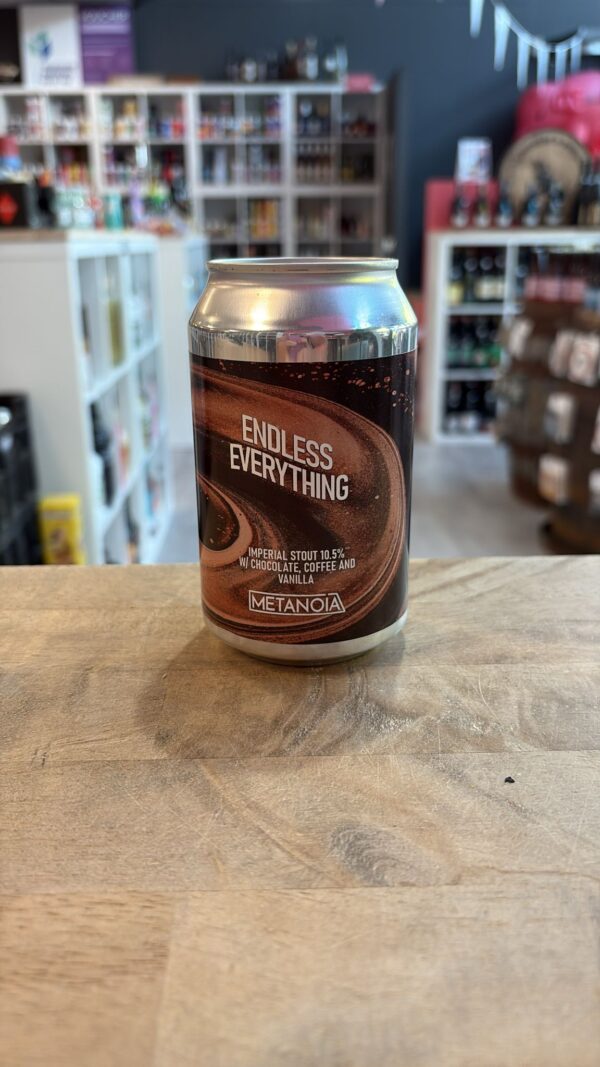 ENDLESS
EVERYTHING
IMPERIAL STOUT 10.5%
W/ CHOCOLATE, COFFEE AND
VANILLA
METANOIA